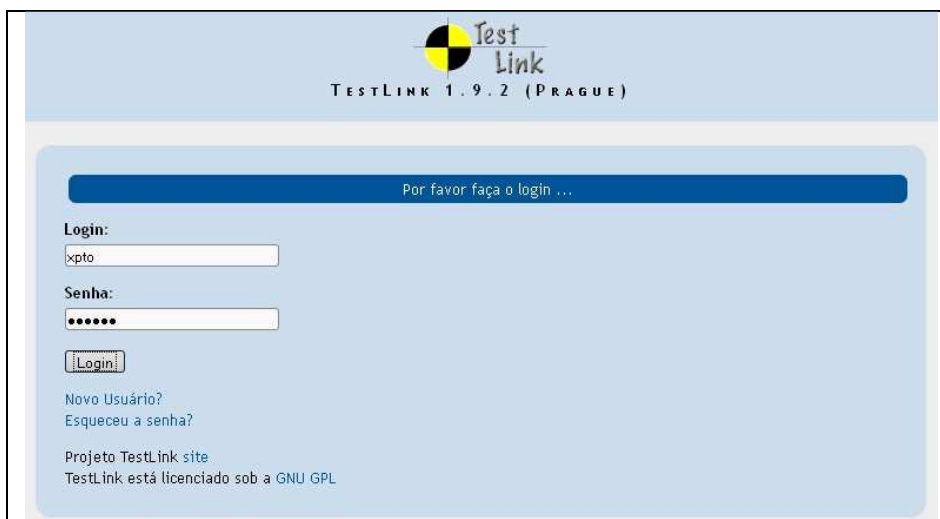 Test
Link
TestLink 1.9.2 (Prague)
Por favor faça o login ...
Login:
xpto
Senha:
••••••
Login
Novo Usuário?
Esqueceu a senha?
Projeto TestLink site
TestLink está licenciado sob a GNU GPL